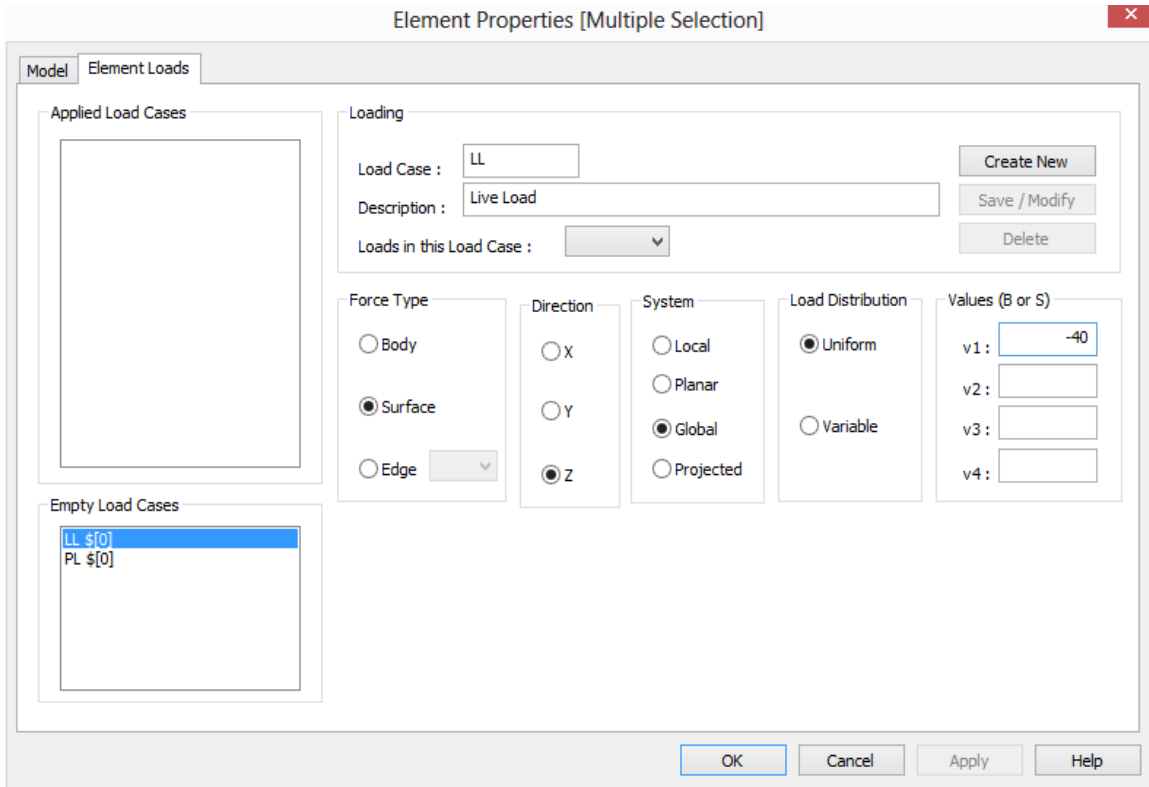 Element Properties [Multiple Selection]
Model Element Loads
Applied Load Cases
Loading
Load Case : LL
Create New
Description : Live Load
Save / Modify
Loads in this Load Case :
Delete
Force Type
Body
Surface
Edge
Direction
X
Y
Z
System
Local
Planar
Global
Projected
Load Distribution
Uniform
Variable
Values (B or S)
v1 : -40
v2 :
v3 :
v4 :
Empty Load Cases
LL $[0]
PL $[0]
OK Cancel Apply Help